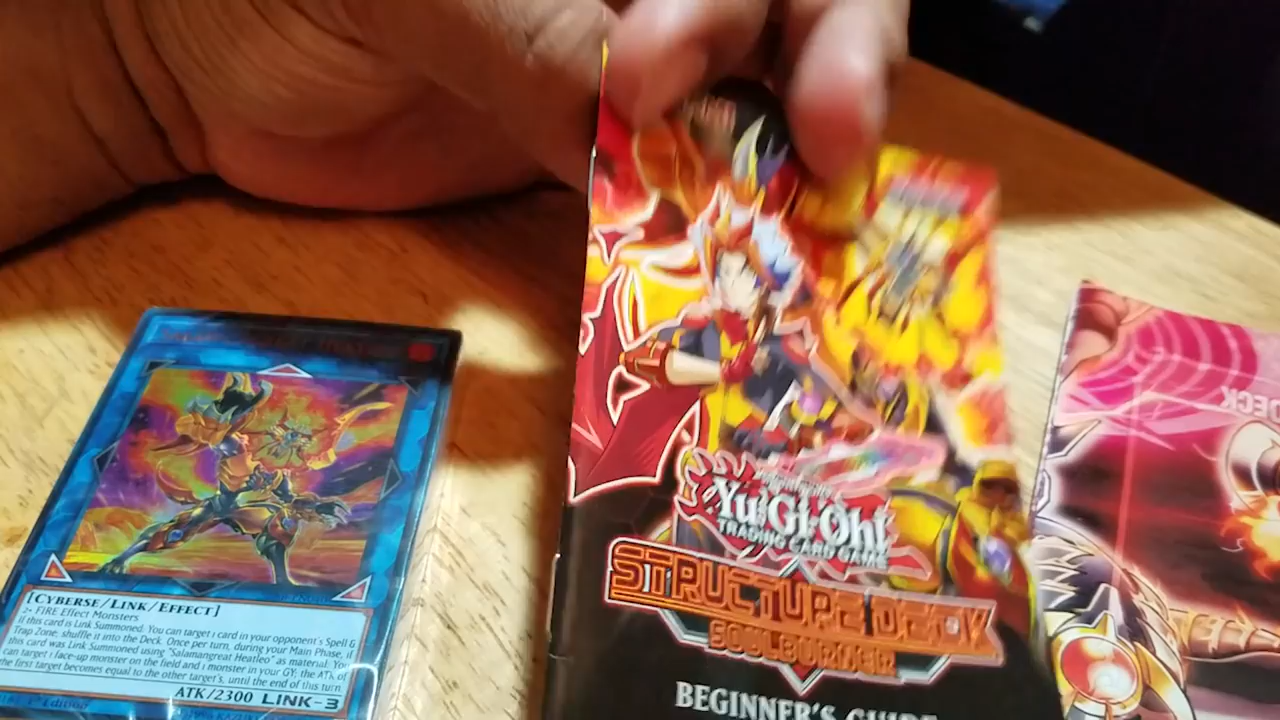 [CYBERSE/LINK/EFFECT]
2+ FIRE Effect Monsters
If this card is Link Summoned: You can target 1 card in your opponent's Spell &
Trap Zone; shuffle it into the Deck. Once per turn, during your Main Phase, if
this card was Link Summoned using "Salamangreat Heatleo" as material: You
can target 1 face-up monster on the field and 1 monster in your GY; the ATK of
the first target becomes equal to the other target's, until the end of this turn.
ATK/2300 LINK-3
1st Edition
Yu-Gi-Oh!
TRADING CARD GAME
STRUCTURE DECK
SOULBURNER
BEGINNER'S GUIDE
DECK